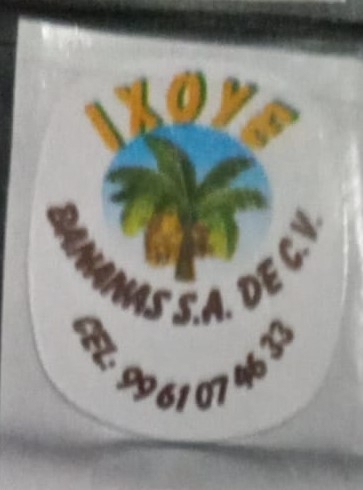 IXOYE
BANANAS S.A. DE C.V.
CEL: 99 61 07 46 33